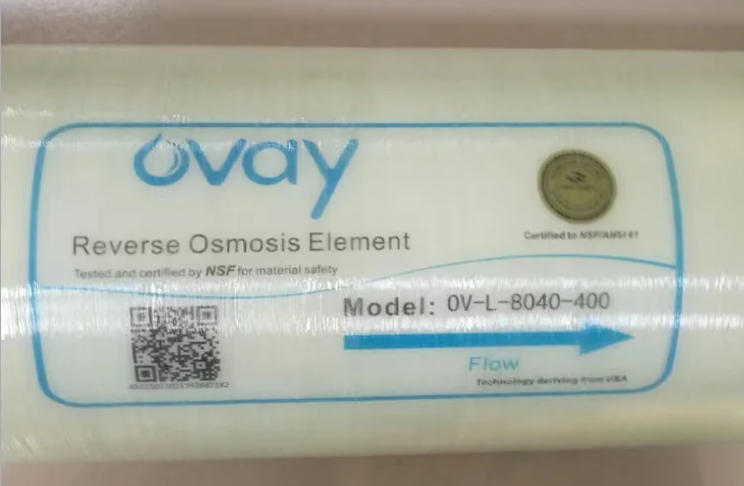 ovay
Reverse Osmosis Element
Tested and certified by NSF for material safety
Certified to NSF/ANSI 61
Model: OV-L-8040-400
Flow
Technology deriving from USA